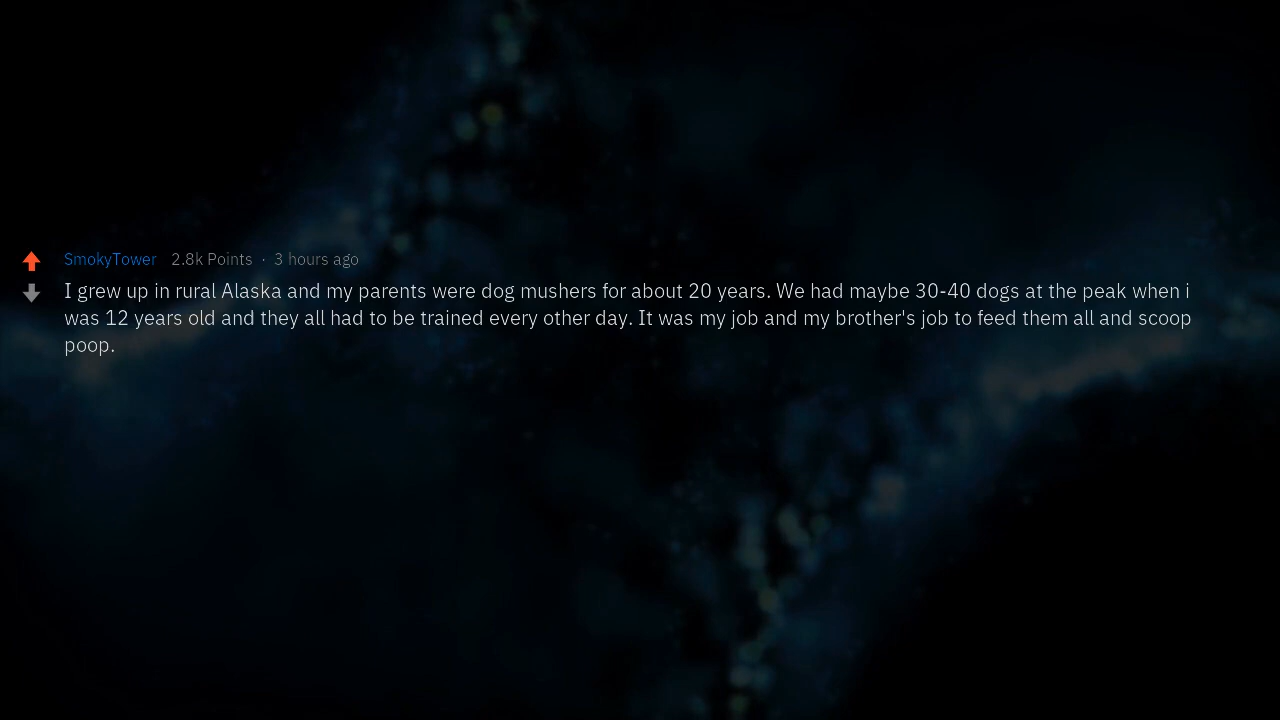 SmokyTower 2.8k Points · 3 hours ago
I grew up in rural Alaska and my parents were dog mushers for about 20 years. We had maybe 30-40 dogs at the peak when i
was 12 years old and they all had to be trained every other day. It was my job and my brother's job to feed them all and scoop
poop.